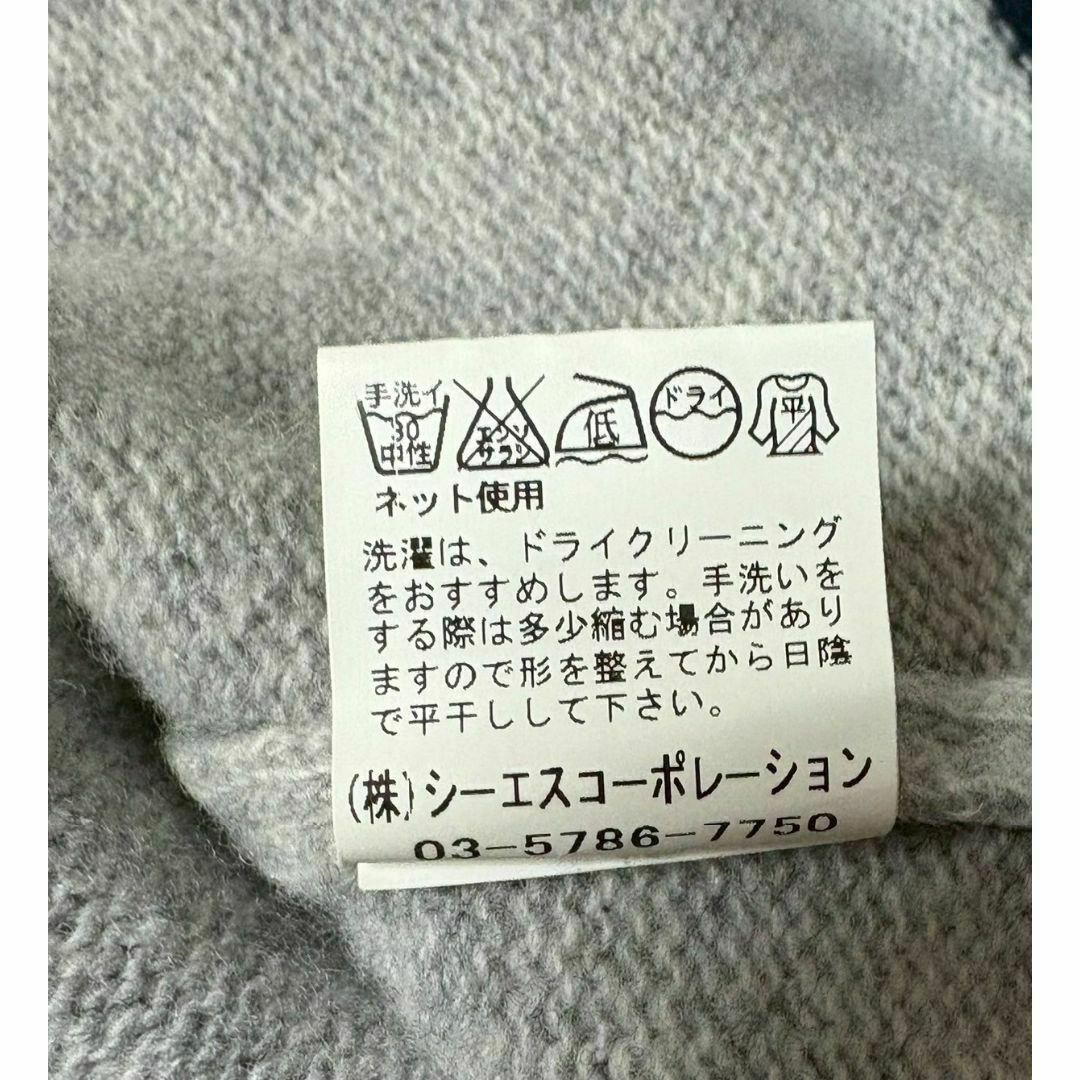 手洗イ
30
中性
エンソ
サラシ
低
ドライ
平
ネット使用
洗濯は、ドライクリーニング
をおすすめします。手洗いを
する際は多少縮む場合があり
ますので形を整えてから日陰
で平干しして下さい。
(株)シーエスコーポレーション
03-5786-7750